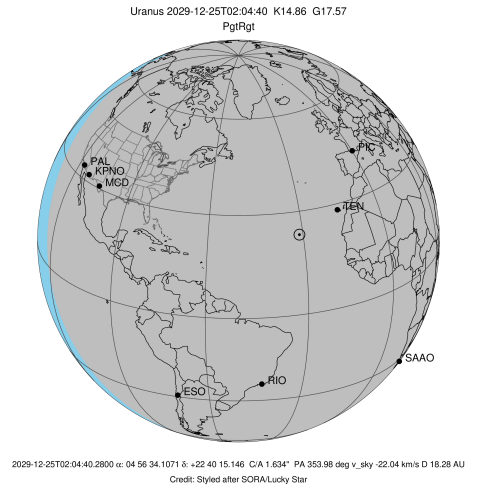 Uranus 2029-12-25T02:04:40 K14.86 G17.57
PgtRgt
PIC
PAL
KPNO
MCD
iTEN
SAAO
RIO
ESO
2029-12-25T02:04:40.2800 α: 04 56 34.1071 δ: +22 40 15.146 C/A 1.634" PA 353.98 deg v_sky -22.04 km/s D 18.28 AU
Credit: Styled after SORA/Lucky Star